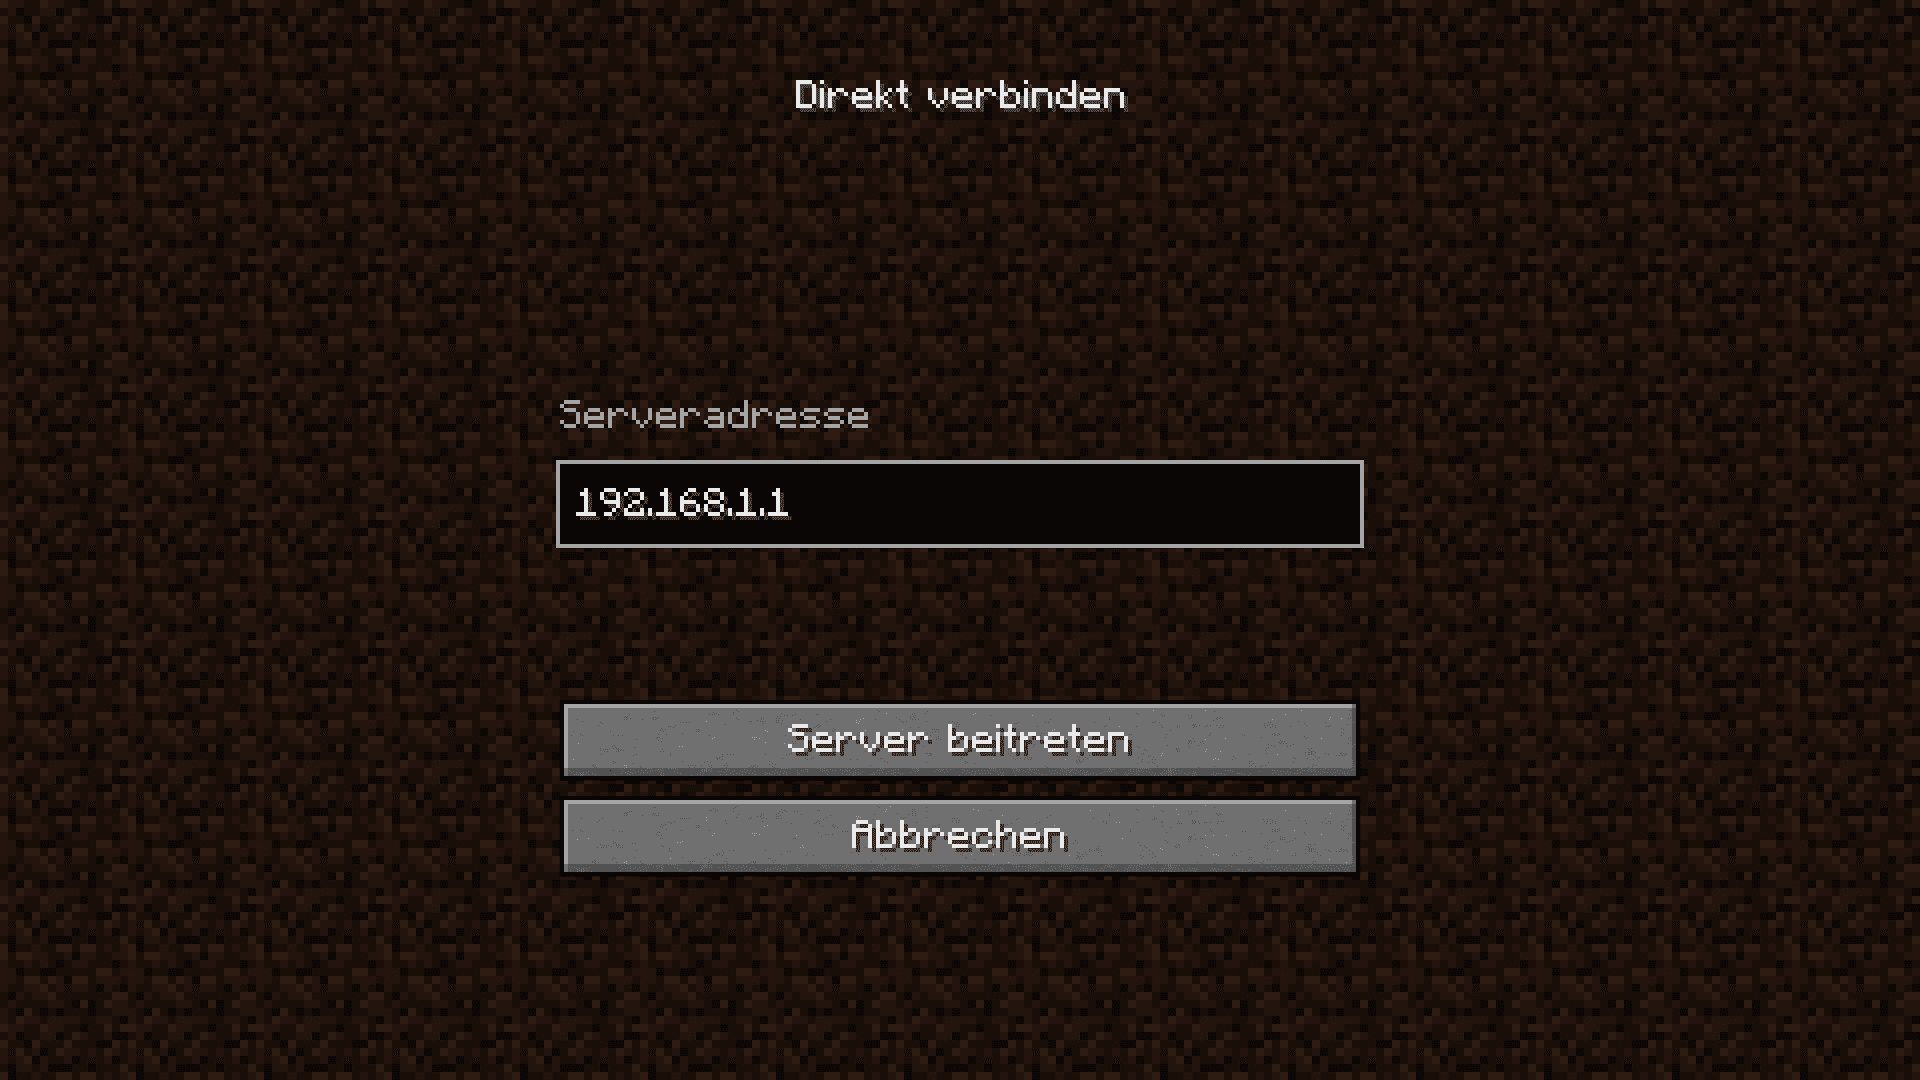 Direkt verbinden
Serveradresse
192.168.1.1
Server beitreten
Abbrechen